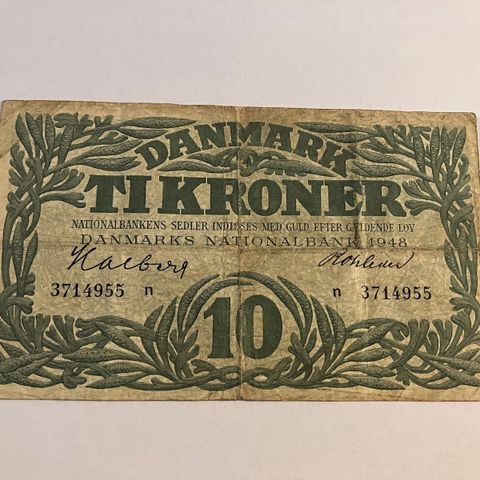 DANMARK
TI KRONER
NATIONALBANKENS SEDLER INDLØSES MED GULD EFTER GÆLDENDE LOV
DANMARKS NATIONALBANK 1948
3714955 n n 3714955
10